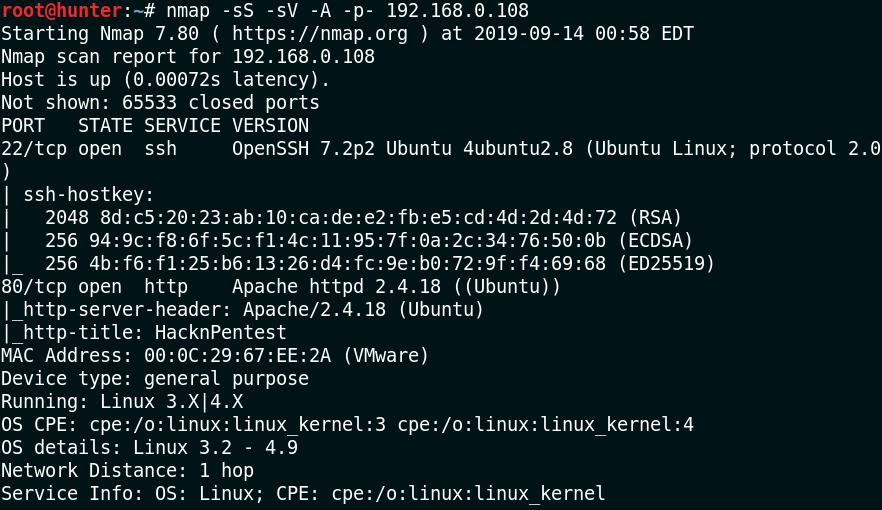 root@hunter:~# nmap -sS -sV -A -p- 192.168.0.108
Starting Nmap 7.80 ( https://nmap.org ) at 2019-09-14 00:58 EDT
Nmap scan report for 192.168.0.108
Host is up (0.00072s latency).
Not shown: 65533 closed ports
PORT   STATE SERVICE VERSION
22/tcp open  ssh     OpenSSH 7.2p2 Ubuntu 4ubuntu2.8 (Ubuntu Linux; protocol 2.0
)
| ssh-hostkey:
|   2048 8d:c5:20:23:ab:10:ca:de:e2:fb:e5:cd:4d:2d:4d:72 (RSA)
|   256 94:9c:f8:6f:5c:f1:4c:11:95:7f:0a:2c:34:76:50:0b (ECDSA)
|_  256 4b:f6:f1:25:b6:13:26:d4:fc:9e:b0:72:9f:f4:69:68 (ED25519)
80/tcp open  http    Apache httpd 2.4.18 ((Ubuntu))
|_http-server-header: Apache/2.4.18 (Ubuntu)
|_http-title: HacknPentest
MAC Address: 00:0C:29:67:EE:2A (VMware)
Device type: general purpose
Running: Linux 3.X|4.X
OS CPE: cpe:/o:linux:linux_kernel:3 cpe:/o:linux:linux_kernel:4
OS details: Linux 3.2 - 4.9
Network Distance: 1 hop
Service Info: OS: Linux; CPE: cpe:/o:linux:linux_kernel